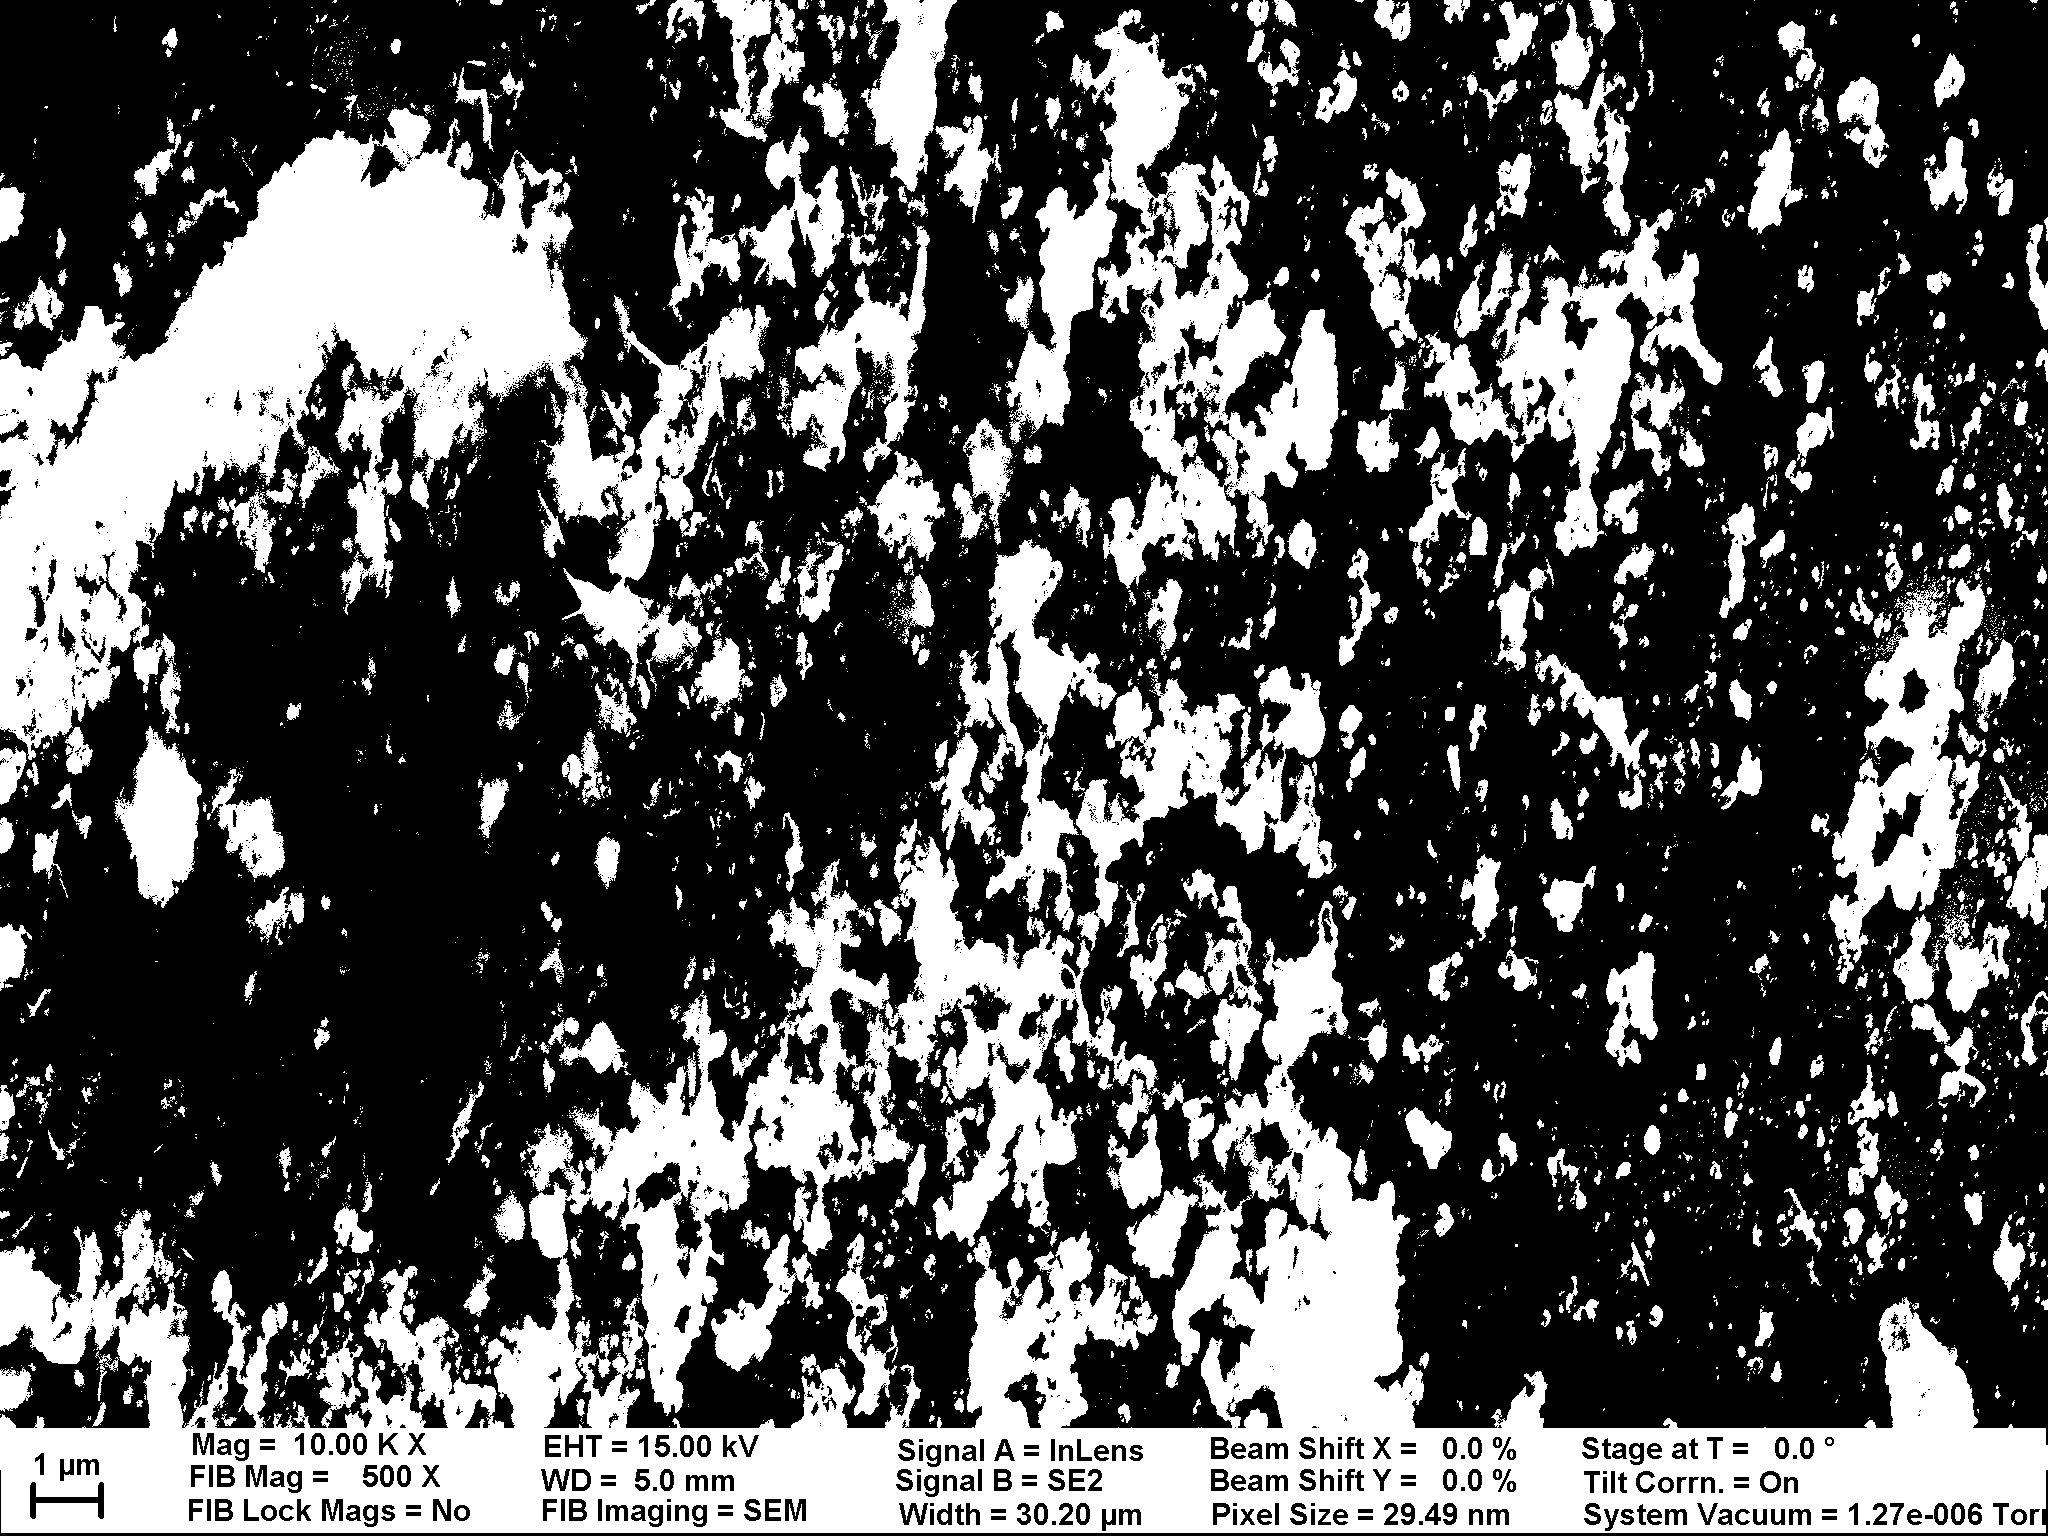 1 µm
Mag = 10.00 K X
FIB Mag = 500 X
FIB Lock Mags = No
EHT = 15.00 kV
WD = 5.0 mm
FIB Imaging = SEM
Signal A = InLens
Signal B = SE2
Width = 30.20 µm
Beam Shift X = 0.0 %
Beam Shift Y = 0.0 %
Pixel Size = 29.49 nm
Stage at T = 0.0 °
Tilt Corrn. = On
System Vacuum = 1.27e-006 Torr